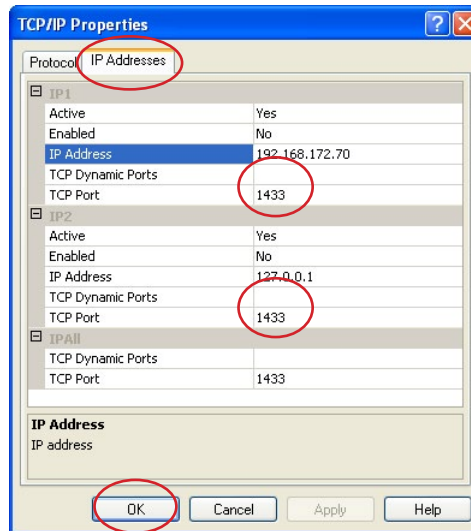 TCP/IP Properties
Protocol IP Addresses
IP1
Active Yes
Enabled No
IP Address 192.168.172.70
TCP Dynamic Ports
TCP Port 1433
IP2
Active Yes
Enabled No
IP Address 127.0.0.1
TCP Dynamic Ports
TCP Port 1433
IPAll
TCP Dynamic Ports
TCP Port 1433
IP Address
IP address
OK Cancel Apply Help